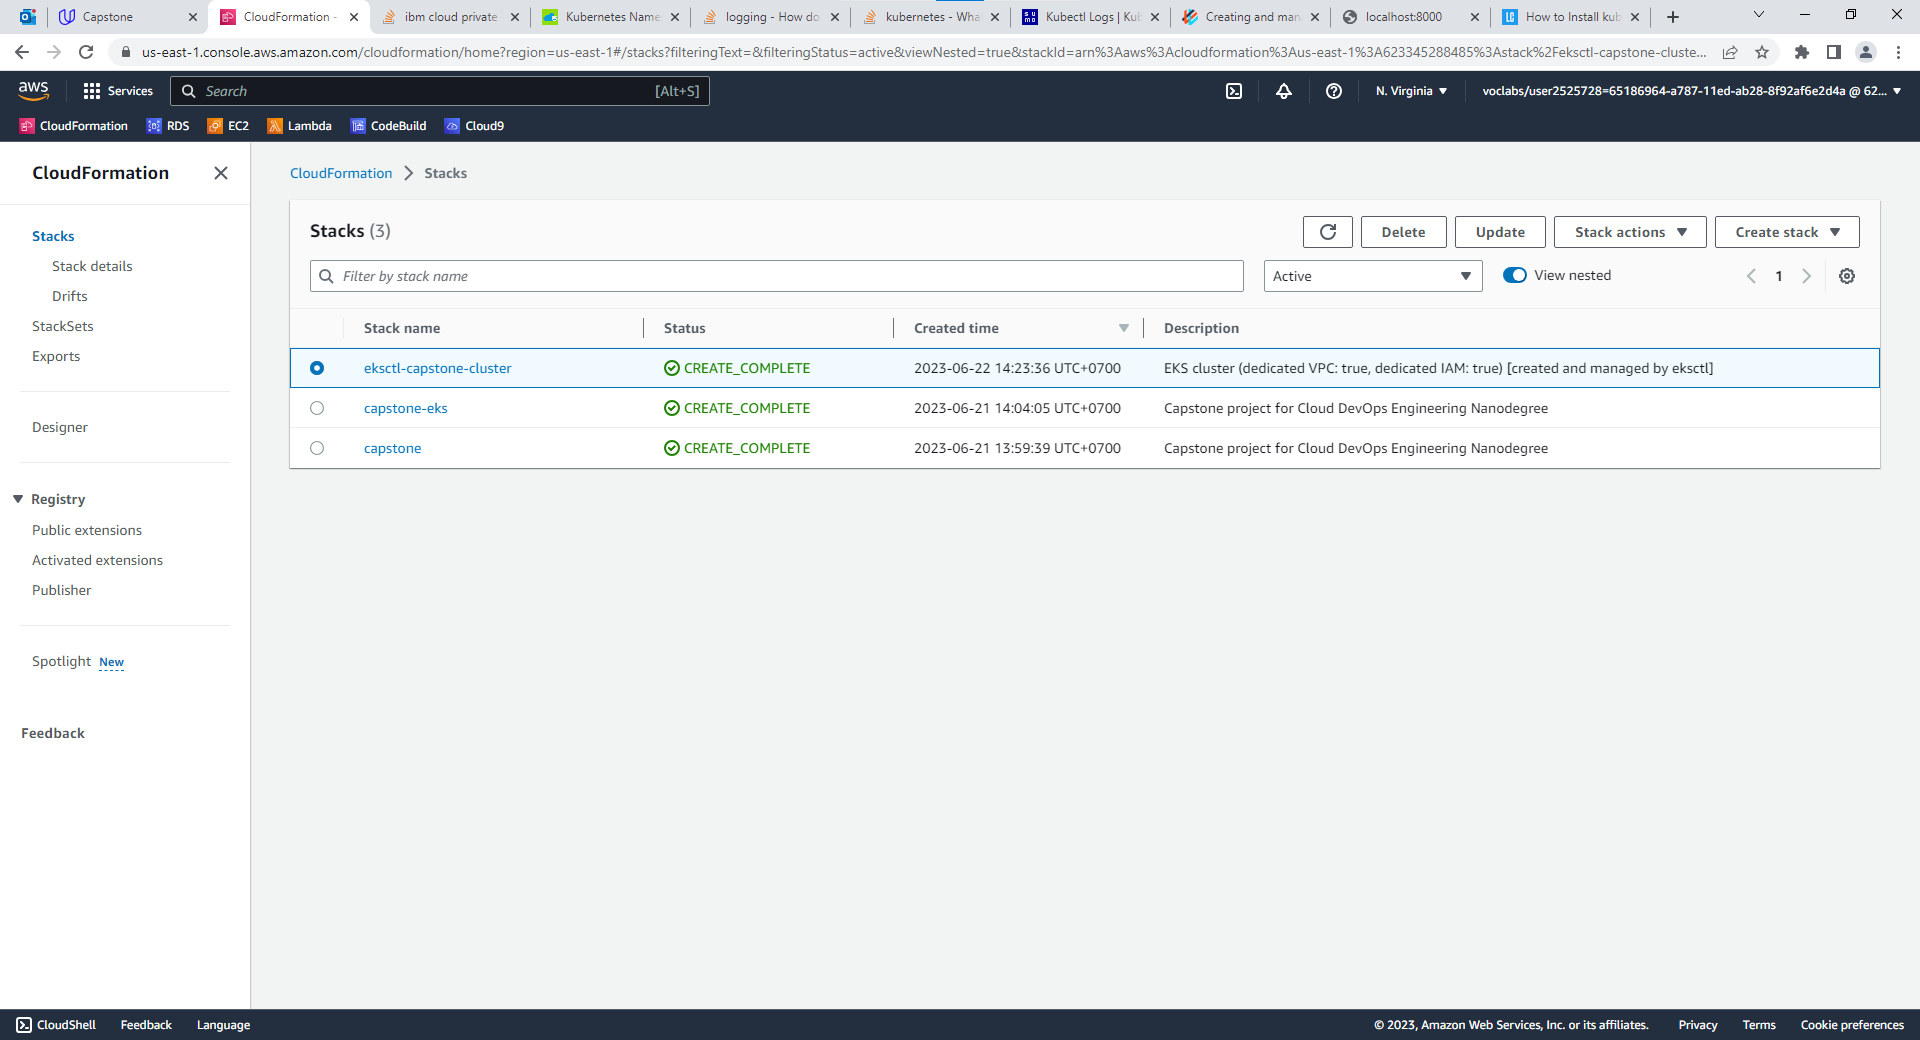 Capstone
CloudFormation -
ibm cloud private
Kubernetes Name
logging - How do
kubernetes - Wha
Kubectl Logs | Kub
Creating and man
localhost:8000
How to Install kub
us-east-1.console.aws.amazon.com/cloudformation/home?region=us-east-1#/stacks?filteringText=&filteringStatus=active&viewNested=true&stackId=arn%3Aaws%3Acloudformation%3Aus-east-1%3A623345288485%3Astack%2Feksctl-capstone-cluste...
aws
Services
Search
[Alt+S]
N. Virginia
voclabs/user2525728=65186964-a787-11ed-ab28-8f92af6e2d4a @ 62...
CloudFormation
RDS
EC2
Lambda
CodeBuild
Cloud9
CloudFormation
Stacks
Stack details
Drifts
StackSets
Exports
Designer
Registry
Public extensions
Activated extensions
Publisher
Spotlight New
Feedback
CloudFormation > Stacks
Stacks (3)
Delete
Update
Stack actions
Create stack
Filter by stack name
Active
View nested
1
Stack name Status Created time Description
eksctl-capstone-cluster CREATE_COMPLETE 2023-06-22 14:23:36 UTC+0700 EKS cluster (dedicated VPC: true, dedicated IAM: true) [created and managed by eksctl]
capstone-eks CREATE_COMPLETE 2023-06-21 14:04:05 UTC+0700 Capstone project for Cloud DevOps Engineering Nanodegree
capstone CREATE_COMPLETE 2023-06-21 13:59:39 UTC+0700 Capstone project for Cloud DevOps Engineering Nanodegree
CloudShell
Feedback
Language
© 2023, Amazon Web Services, Inc. or its affiliates.
Privacy
Terms
Cookie preferences